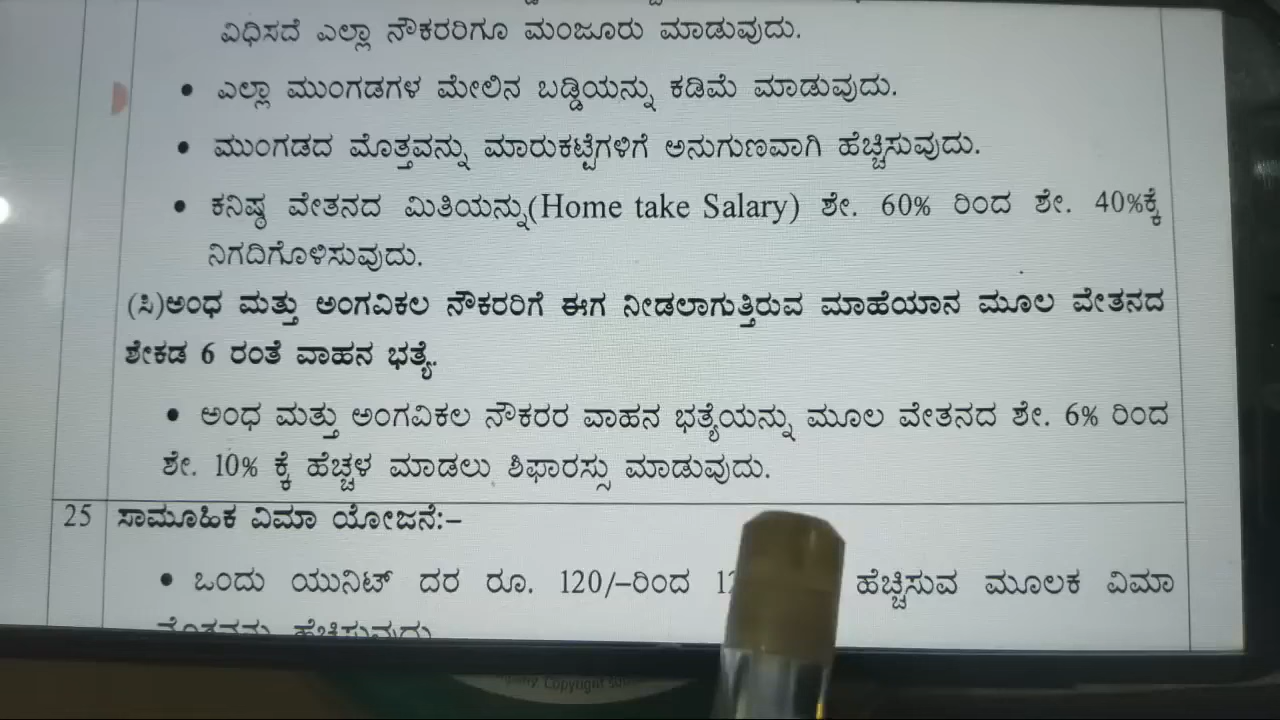 ವಿಧಿಸದೆ ಎಲ್ಲಾ ನೌಕರರಿಗೂ ಮಂಜೂರು ಮಾಡುವುದು.
• ಎಲ್ಲಾ ಮುಂಗಡಗಳ ಮೇಲಿನ ಬಡ್ಡಿಯನ್ನು ಕಡಿಮೆ ಮಾಡುವುದು.
• ಮುಂಗಡದ ಮೊತ್ತವನ್ನು ಮಾರುಕಟ್ಟೆಗಳಿಗೆ ಅನುಗುಣವಾಗಿ ಹೆಚ್ಚಿಸುವುದು.
• ಕನಿಷ್ಠ ವೇತನದ ಮಿತಿಯನ್ನು(Home take Salary) ಶೇ. 60% ರಿಂದ ಶೇ. 40%ಕ್ಕೆ
ನಿಗದಿಗೊಳಿಸುವುದು.
(ಸಿ)ಅಂಧ ಮತ್ತು ಅಂಗವಿಕಲ ನೌಕರರಿಗೆ ಈಗ ನೀಡಲಾಗುತ್ತಿರುವ ಮಾಹೆಯಾನ ಮೂಲ ವೇತನದ
ಶೇಕಡ 6 ರಂತೆ ವಾಹನ ಭತ್ಯೆ.
• ಅಂಧ ಮತ್ತು ಅಂಗವಿಕಲ ನೌಕರರ ವಾಹನ ಭತ್ಯೆಯನ್ನು ಮೂಲ ವೇತನದ ಶೇ. 6% ರಿಂದ
ಶೇ. 10% ಕ್ಕೆ ಹೆಚ್ಚಳ ಮಾಡಲು ಶಿಫಾರಸ್ಸು ಮಾಡುವುದು.
25 ಸಾಮೂಹಿಕ ವಿಮಾ ಯೋಜನೆ:–
• ಒಂದು ಯುನಿಟ್ ದರ ರೂ. 120/–ರಿಂದ ಹೆಚ್ಚಿಸುವ ಮೂಲಕ ವಿಮಾ
Copyright